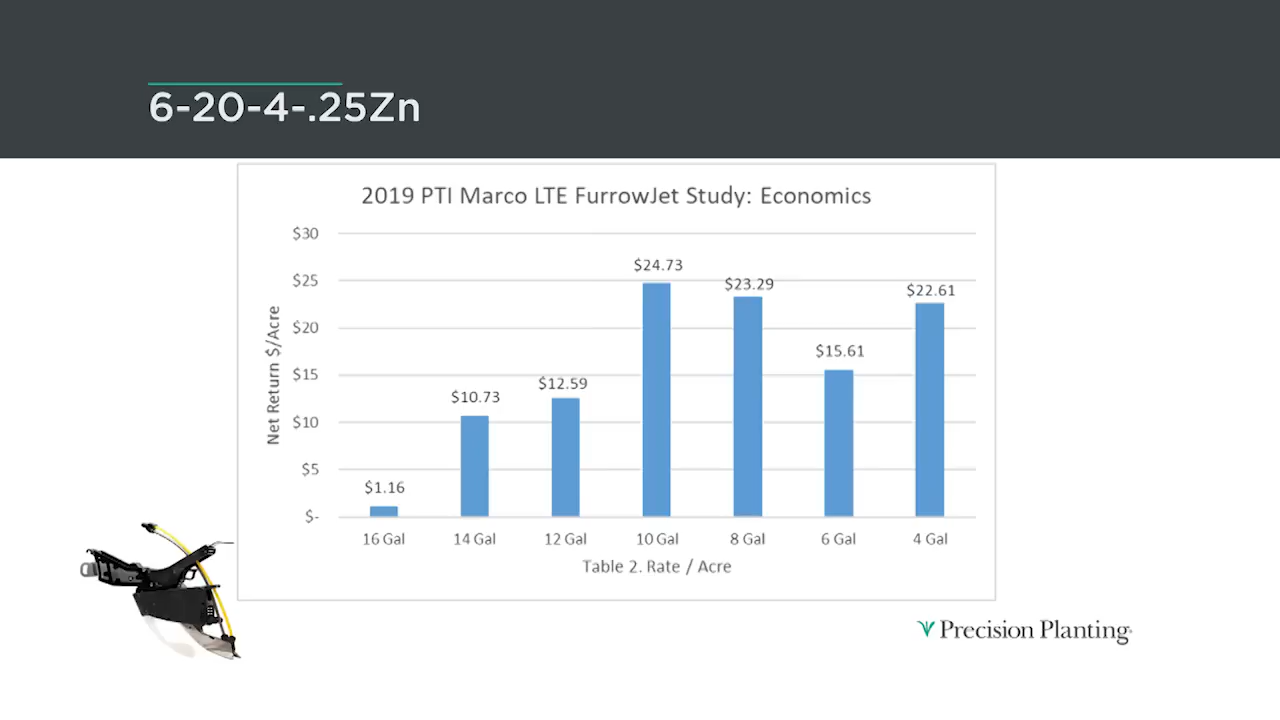 6-20-4-.25Zn
2019 PTI Marco LTE FurrowJet Study: Economics
Net Return $/Acre
$30
$25
$20
$15
$10
$5
$-
$1.16
$10.73
$12.59
$24.73
$23.29
$15.61
$22.61
16 Gal
14 Gal
12 Gal
10 Gal
8 Gal
6 Gal
4 Gal
Table 2. Rate / Acre
Precision Planting